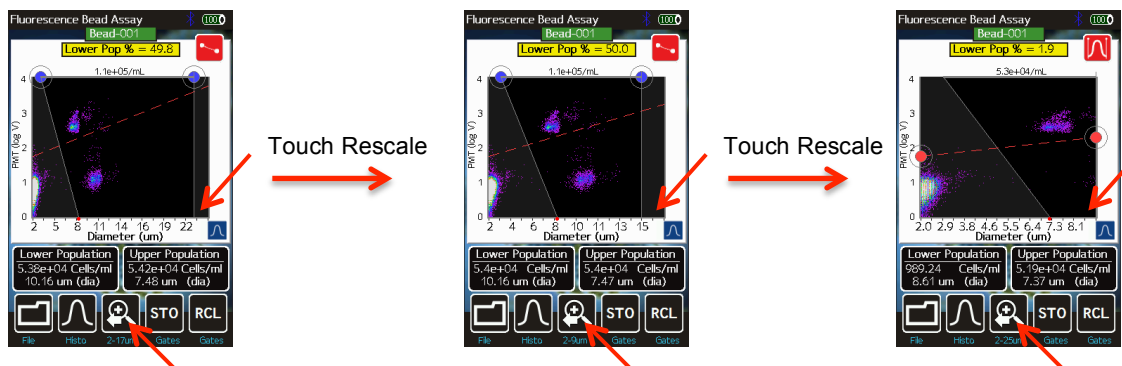 Fluorescence Bead Assay 1000
Bead-001
Lower Pop % = 49.8
1.1e+05/mL
4
3
2
1
0
PMT (log V)
2 5 8 11 14 16 19 22
Diameter (um)
Lower Population
5.38e+04 Cells/ml
10.16 um (dia)
Upper Population
5.42e+04 Cells/ml
7.48 um (dia)
STO RCL
File Histo 2-17um Gates Gates
Touch Rescale
Fluorescence Bead Assay 1000
Bead-001
Lower Pop % = 50.0
1.1e+05/mL
4
3
2
1
0
PMT (log V)
2 4 6 8 9 11 13 15
Diameter (um)
Lower Population
5.4e+04 Cells/ml
10.16 um (dia)
Upper Population
5.4e+04 Cells/ml
7.47 um (dia)
STO RCL
File Histo 2-9um Gates Gates
Touch Rescale
Fluorescence Bead Assay 1000
Bead-001
Lower Pop % = 1.9
5.3e+04/mL
4
3
2
1
0
PMT (log V)
2.0 2.9 3.8 4.6 5.5 6.4 7.3 8.1
Diameter (um)
Lower Population
989.24 Cells/ml
8.61 um (dia)
Upper Population
5.19e+04 Cells/ml
7.37 um (dia)
STO RCL
File Histo 2-25um Gates Gates